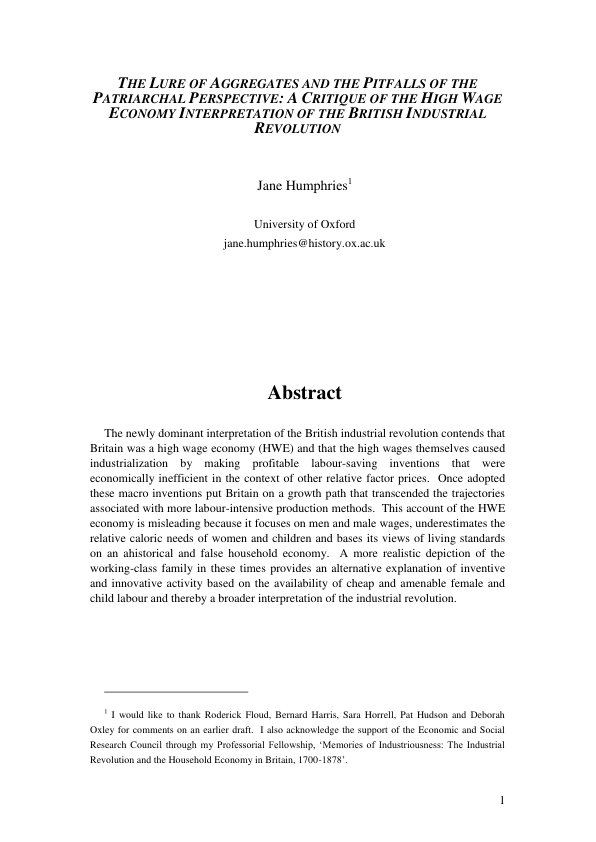 THE LURE OF AGGREGATES AND THE PITFALLS OF THE
PATRIARCHAL PERSPECTIVE: A CRITIQUE OF THE HIGH WAGE
ECONOMY INTERPRETATION OF THE BRITISH INDUSTRIAL
REVOLUTION
Jane Humphries1
University of Oxford
jane.humphries@history.ox.ac.uk
Abstract
The newly dominant interpretation of the British industrial revolution contends that
Britain was a high wage economy (HWE) and that the high wages themselves caused
industrialization by making profitable labour-saving inventions that were
economically inefficient in the context of other relative factor prices. Once adopted
these macro inventions put Britain on a growth path that transcended the trajectories
associated with more labour-intensive production methods. This account of the HWE
economy is misleading because it focuses on men and male wages, underestimates the
relative caloric needs of women and children and bases its views of living standards
on an ahistorical and false household economy. A more realistic depiction of the
working-class family in these times provides an alternative explanation of inventive
and innovative activity based on the availability of cheap and amenable female and
child labour and thereby a broader interpretation of the industrial revolution.
1 I would like to thank Roderick Floud, Bernard Harris, Sara Horrell, Pat Hudson and Deborah
Oxley for comments on an earlier draft. I also acknowledge the support of the Economic and Social
Research Council through my Professorial Fellowship, ‘Memories of Industriousness: The Industrial
Revolution and the Household Economy in Britain, 1700-1878’.
1